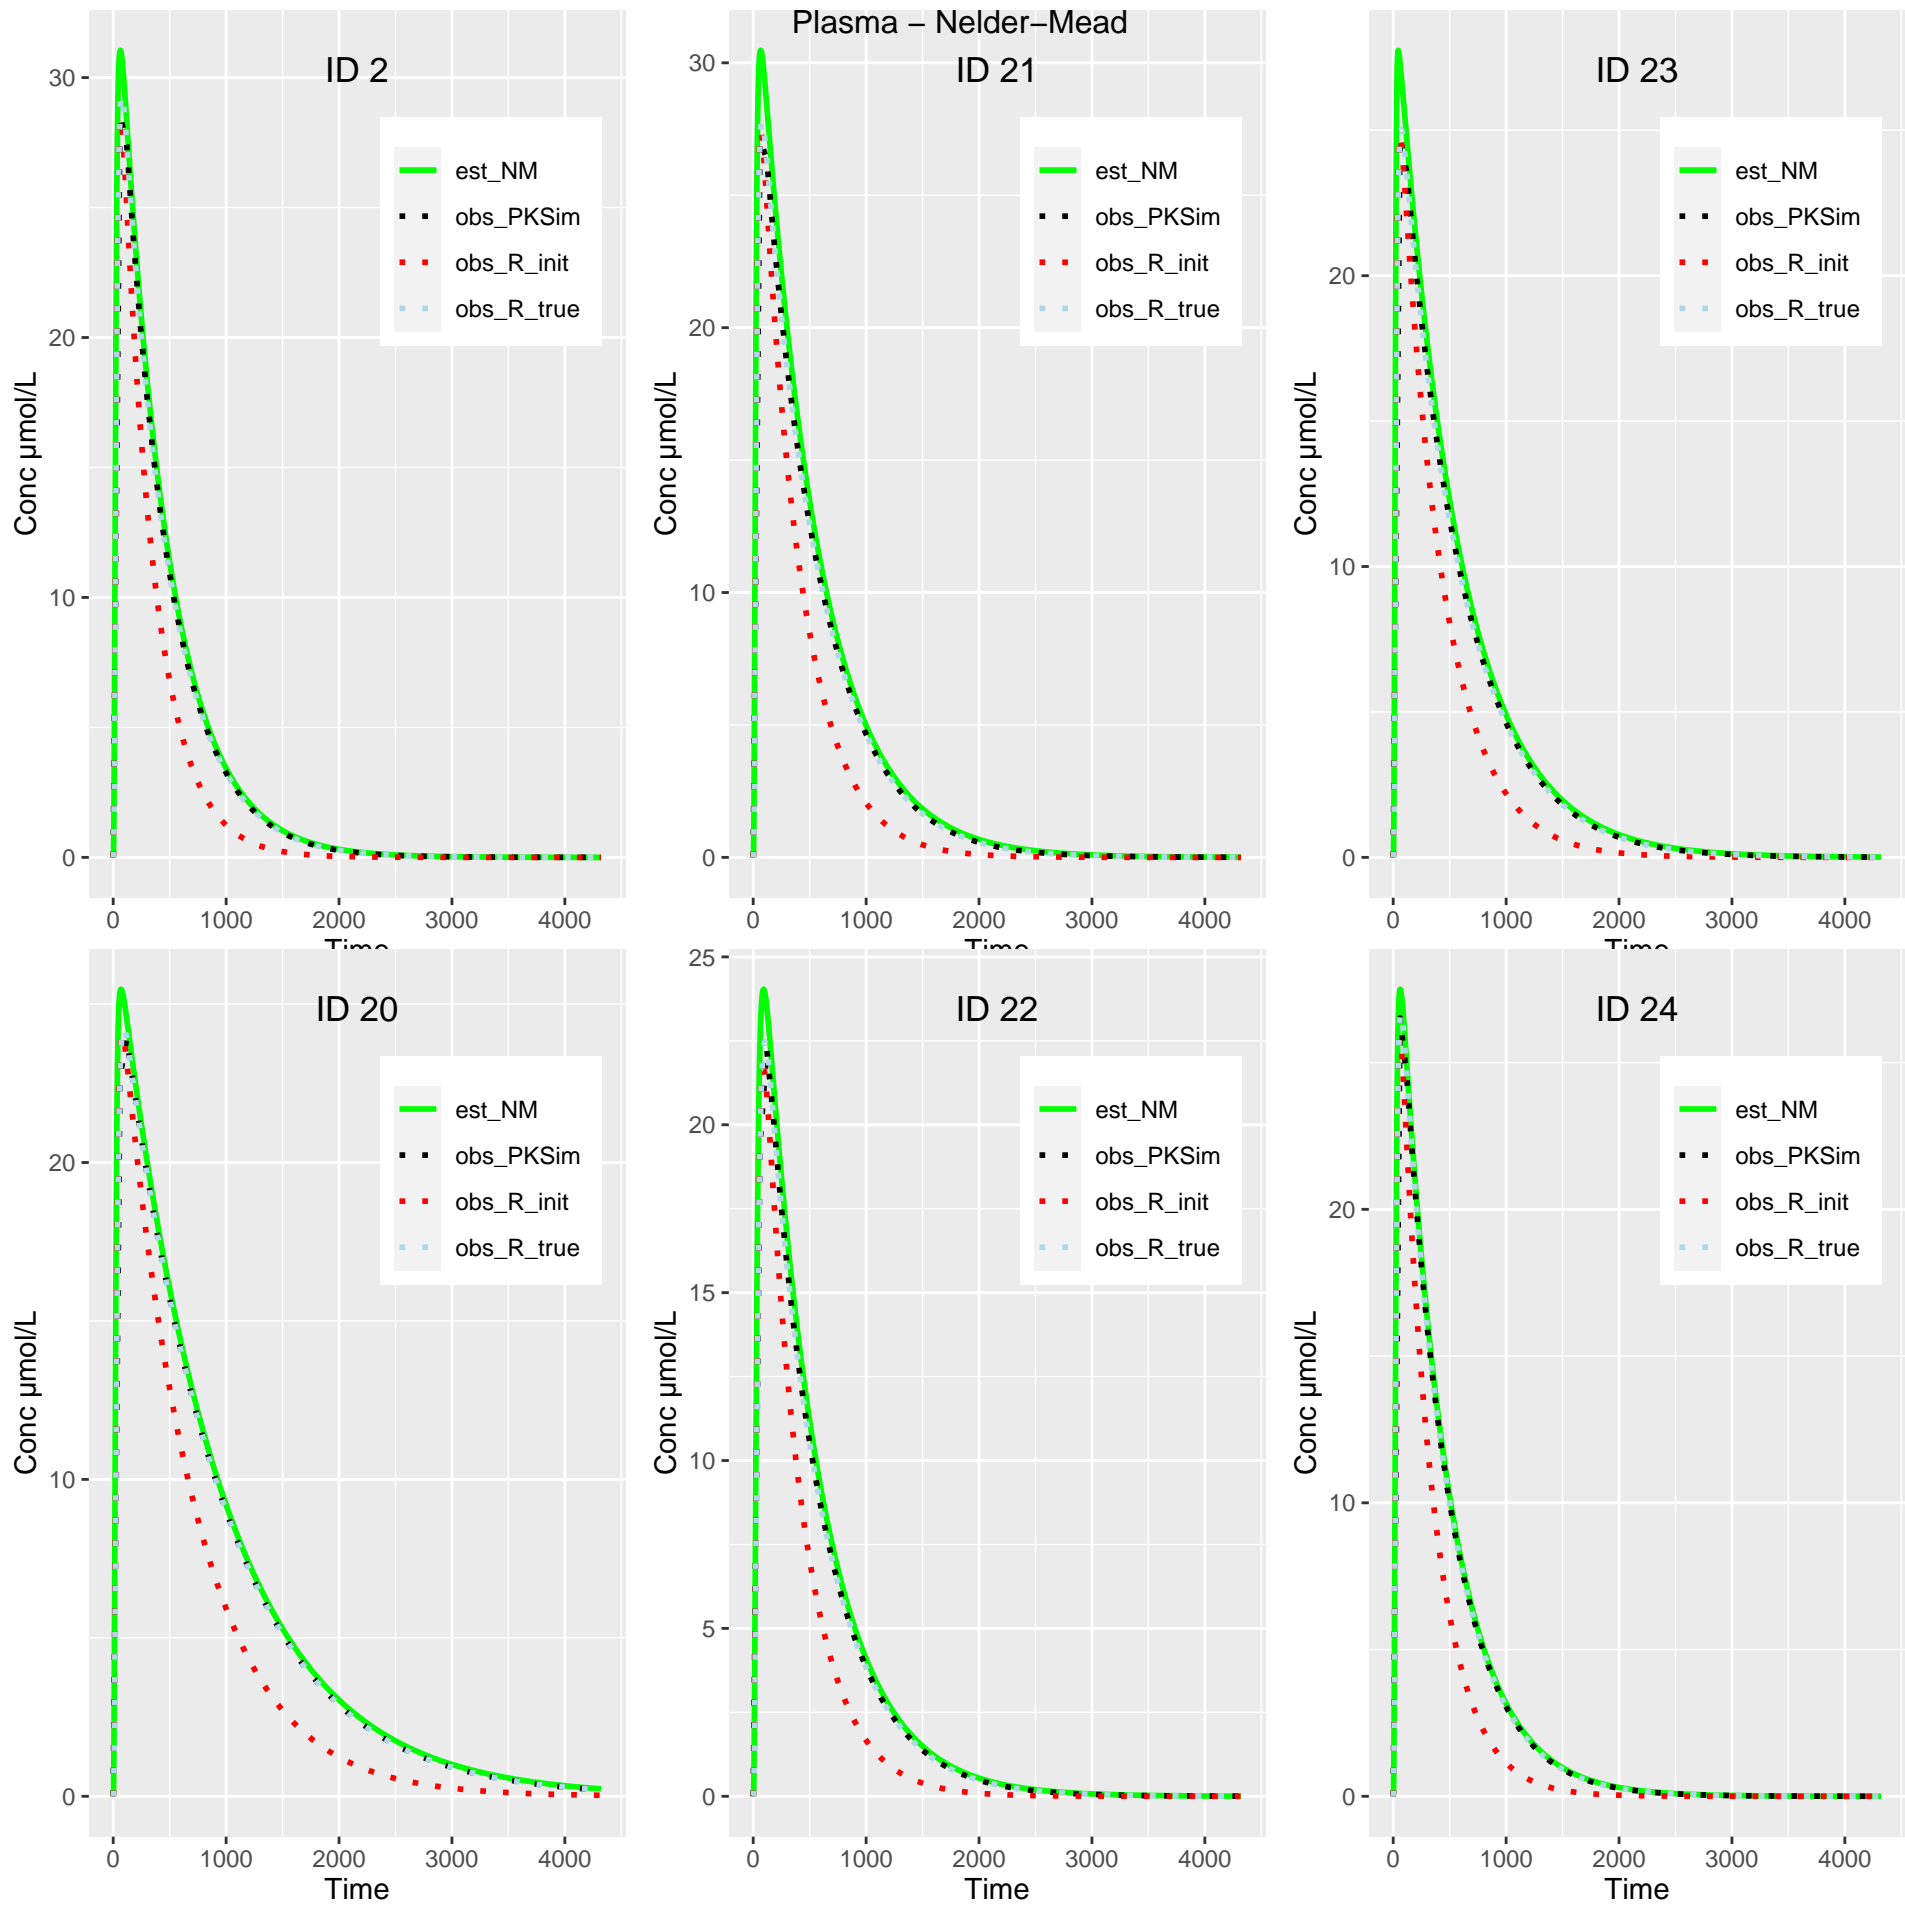 Plasma – Nelder–Mead
ID 2
30
20
10
0
Conc µmol/L
est_NM
obs_PKSim
obs_R_init
obs_R_true
0 1000 2000 3000 4000
Time
ID 21
30
20
10
0
Conc µmol/L
est_NM
obs_PKSim
obs_R_init
obs_R_true
0 1000 2000 3000 4000
Time
ID 23
20
10
0
Conc µmol/L
est_NM
obs_PKSim
obs_R_init
obs_R_true
0 1000 2000 3000 4000
Time
ID 20
20
10
0
Conc µmol/L
est_NM
obs_PKSim
obs_R_init
obs_R_true
0 1000 2000 3000 4000
Time
ID 22
25
20
15
10
5
0
Conc µmol/L
est_NM
obs_PKSim
obs_R_init
obs_R_true
0 1000 2000 3000 4000
Time
ID 24
20
10
0
Conc µmol/L
est_NM
obs_PKSim
obs_R_init
obs_R_true
0 1000 2000 3000 4000
Time